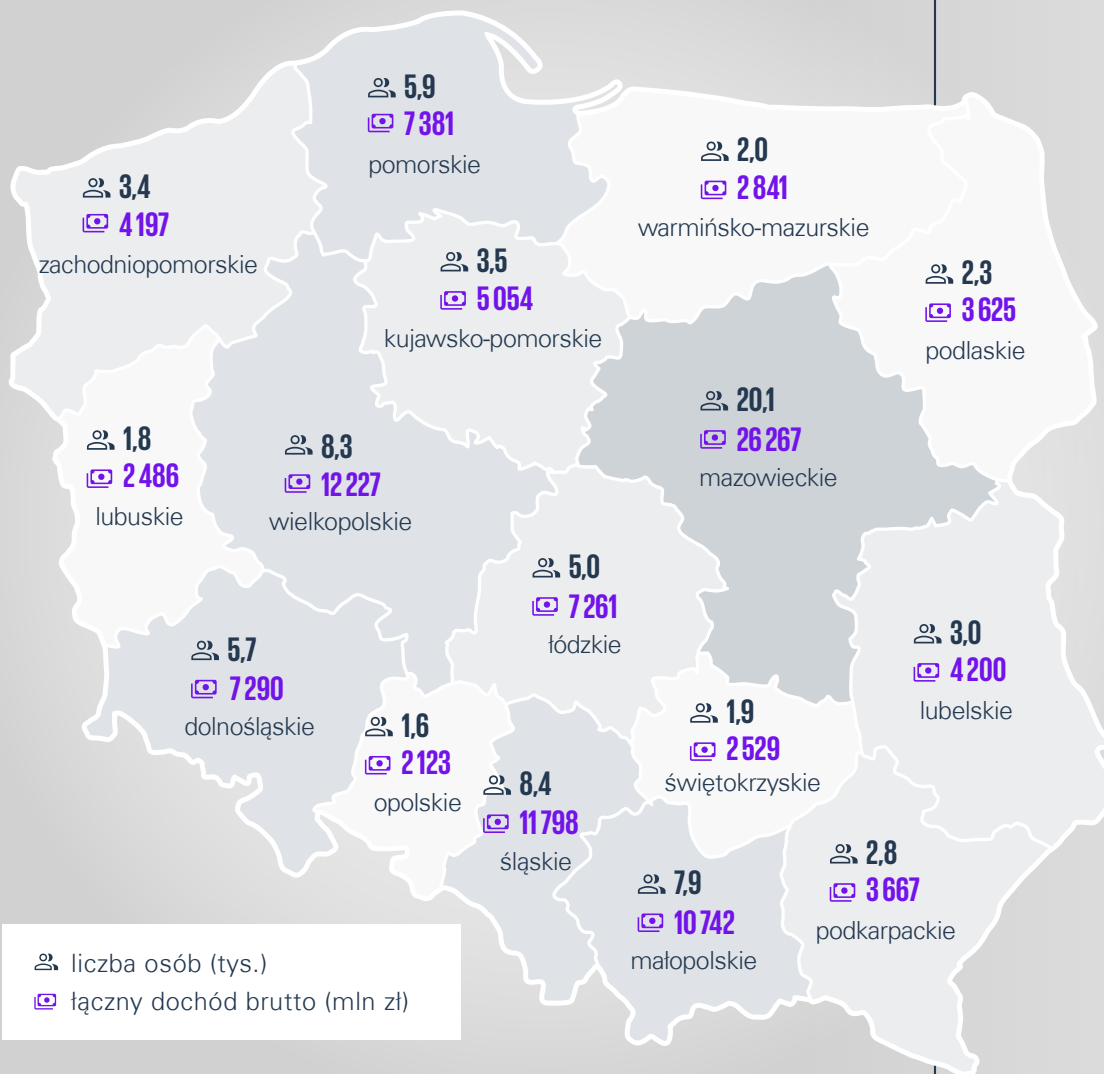 5,9
7 381
pomorskie
2,0
2 841
warmińsko-mazurskie
3,4
4 197
zachodniopomorskie
3,5
5 054
kujawsko-pomorskie
2,3
3 625
podlaskie
20,1
26 267
mazowieckie
1,8
2 486
lubuskie
8,3
12 227
wielkopolskie
5,0
7 261
łódzkie
3,0
4 200
lubelskie
5,7
7 290
dolnośląskie
1,6
2 123
opolskie
1,9
2 529
świętokrzyskie
8,4
11 798
śląskie
7,9
10 742
małopolskie
2,8
3 667
podkarpackie
liczba osób (tys.)
łączny dochód brutto (mln zł)